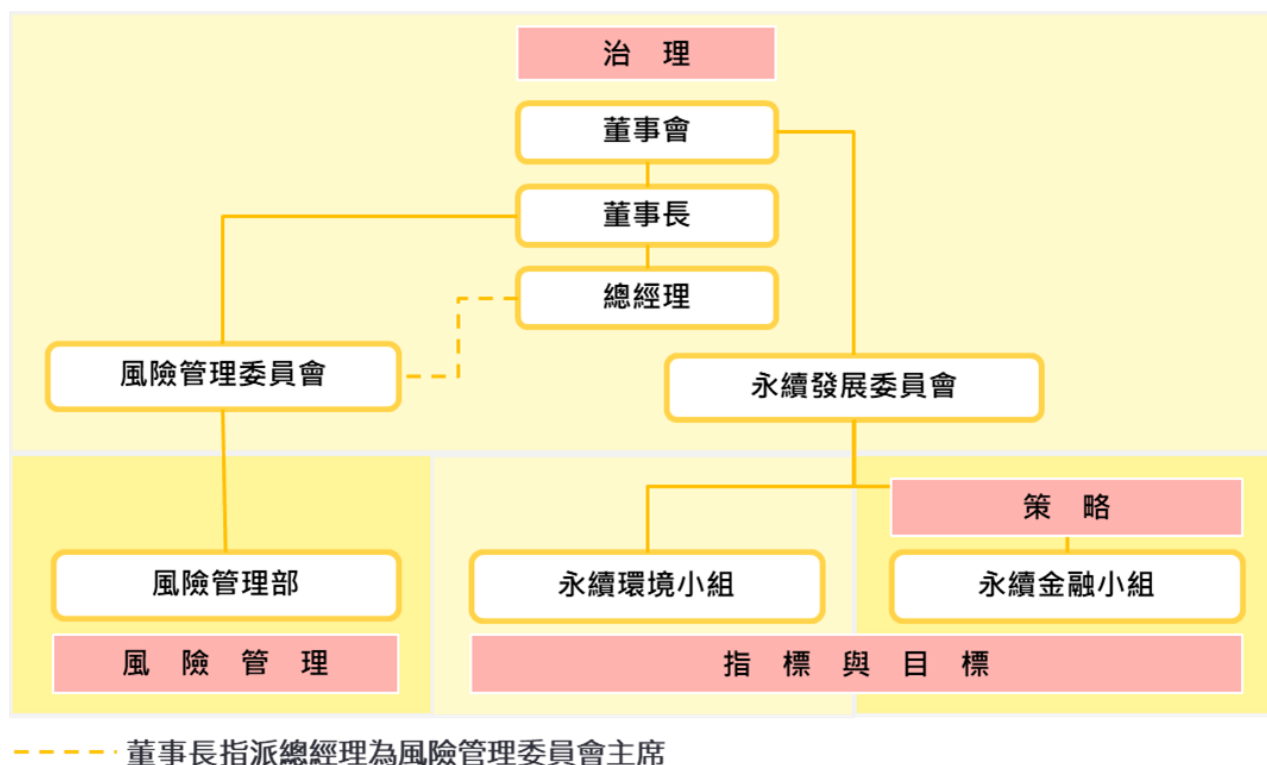 治 理
董事會
董事長
總經理
風險管理委員會
永續發展委員會
策 略
風險管理部
永續環境小組
永續金融小組
風 險 管 理
指 標 與 目 標
董事長指派總經理為風險管理委員會主席